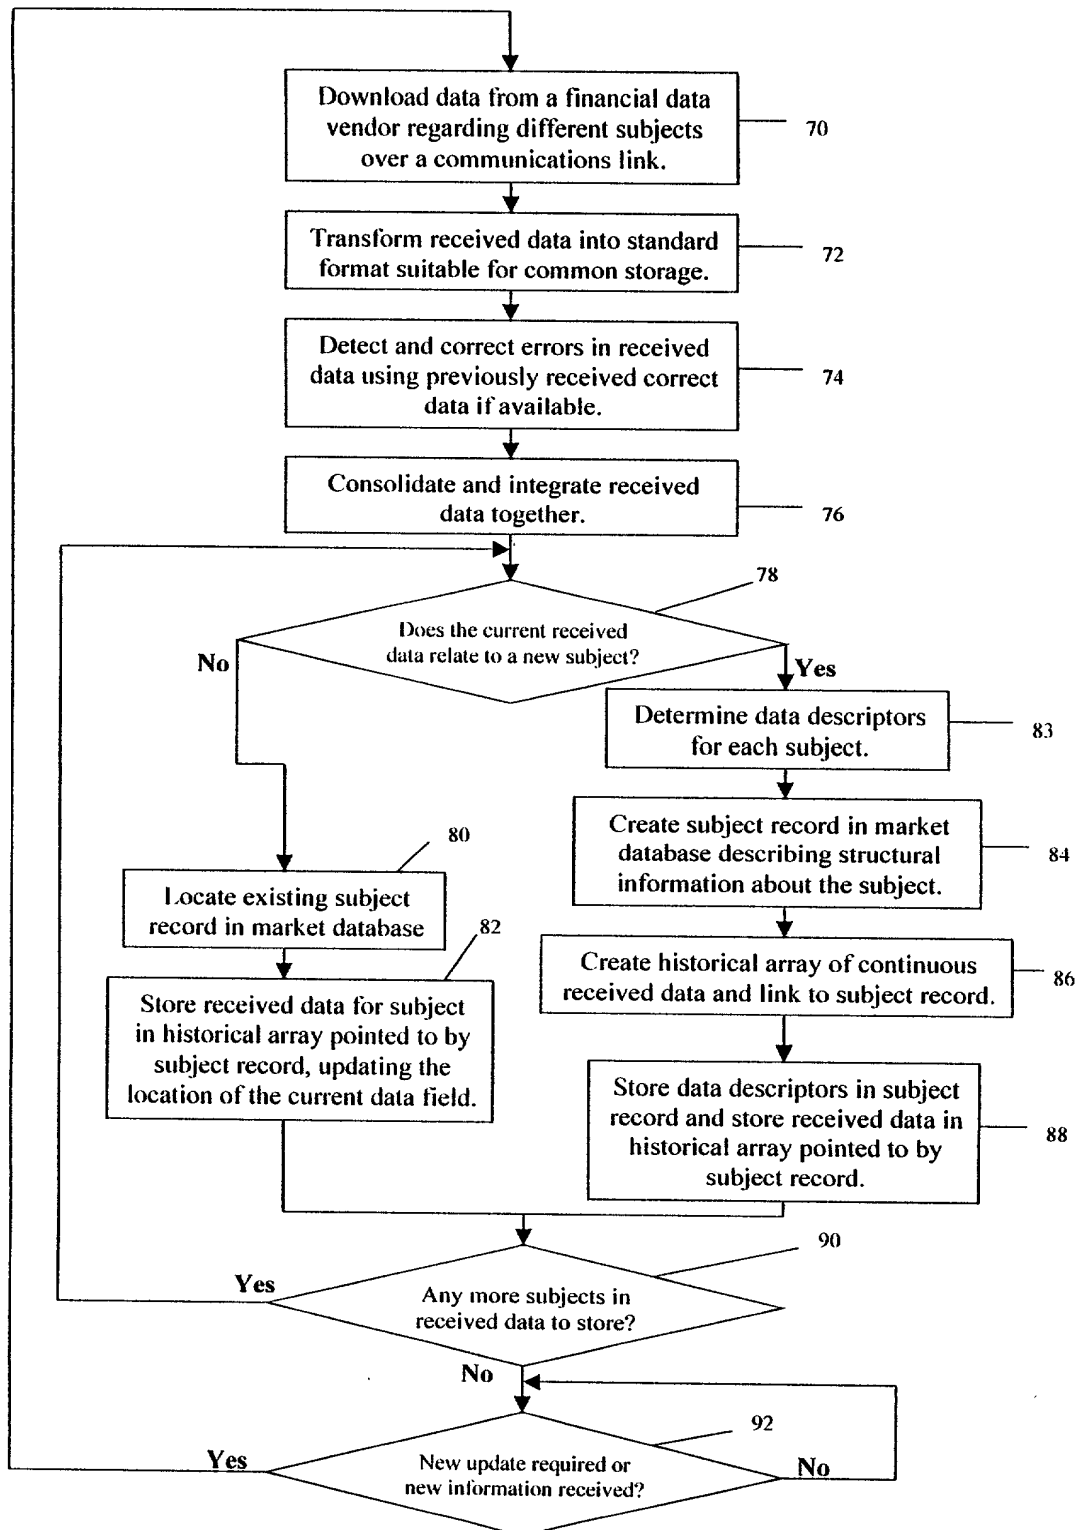 Download data from a financial data
vendor regarding different subjects
over a communications link.
70
Transform received data into standard
format suitable for common storage.
72
Detect and correct errors in received
data using previously received correct
data if available.
74
Consolidate and integrate received
data together.
76
78
Does the current received
data relate to a new subject?
No
Yes
Determine data descriptors
for each subject.
83
Create subject record in market
database describing structural
information about the subject.
84
80
Locate existing subject
record in market database
82
Create historical array of continuous
received data and link to subject record.
86
Store received data for subject
in historical array pointed to by
subject record, updating the
location of the current data field.
Store data descriptors in subject
record and store received data in
historical array pointed to by
subject record.
88
90
Yes
Any more subjects in
received data to store?
No
92
Yes
New update required or
new information received?
No